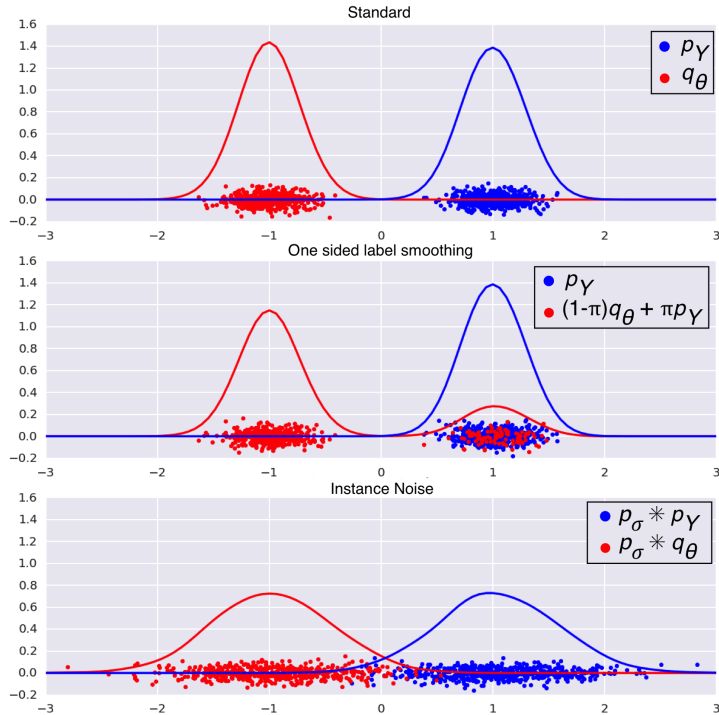 Standard
1.6
1.4
1.2
1.0
0.8
0.6
0.4
0.2
0.0
−0.2
p_Y
q_θ
−3 −2 −1 0 1 2 3
One sided label smoothing
1.6
1.4
1.2
1.0
0.8
0.6
0.4
0.2
0.0
−0.2
p_Y
(1-π)q_θ + πp_Y
−3 −2 −1 0 1 2 3
Instance Noise
1.6
1.4
1.2
1.0
0.8
0.6
0.4
0.2
0.0
−0.2
p_σ ∗ p_Y
p_σ ∗ q_θ
−3 −2 −1 0 1 2 3